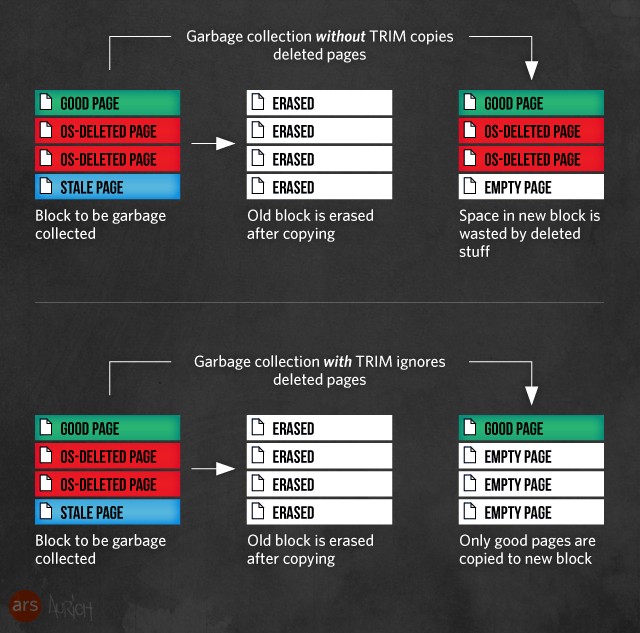 Garbage collection without TRIM copies
deleted pages
GOOD PAGE
OS-DELETED PAGE
OS-DELETED PAGE
STALE PAGE
Block to be garbage
collected
ERASED
ERASED
ERASED
ERASED
Old block is erased
after copying
GOOD PAGE
OS-DELETED PAGE
OS-DELETED PAGE
EMPTY PAGE
Space in new block is
wasted by deleted
stuff
Garbage collection with TRIM ignores
deleted pages
GOOD PAGE
OS-DELETED PAGE
OS-DELETED PAGE
STALE PAGE
Block to be garbage
collected
ERASED
ERASED
ERASED
ERASED
Old block is erased
after copying
GOOD PAGE
EMPTY PAGE
EMPTY PAGE
EMPTY PAGE
Only good pages are
copied to new block
ars AURICH